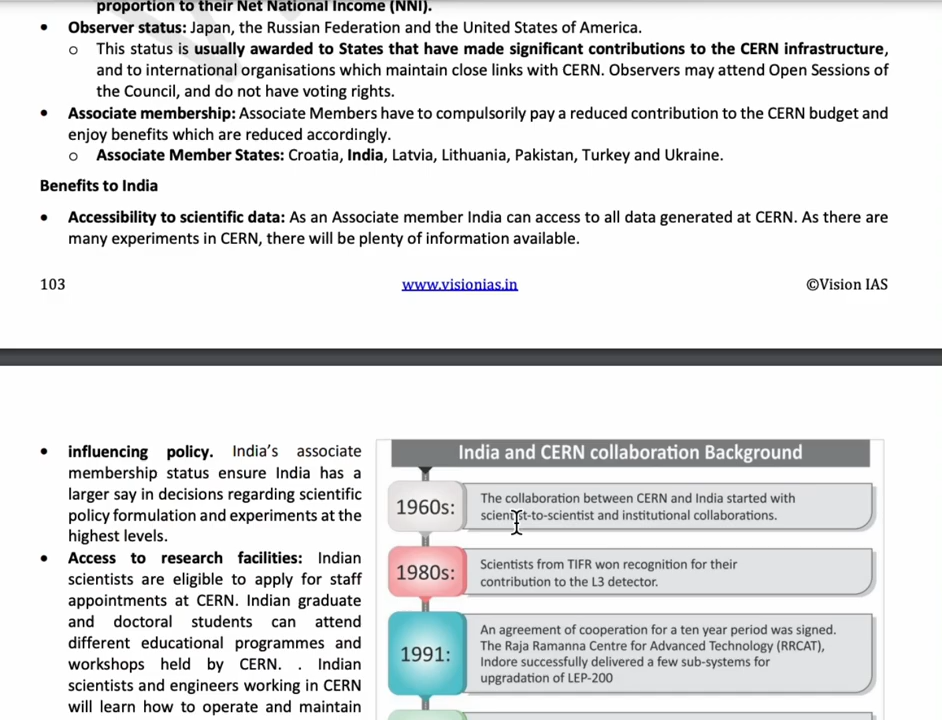 proportion to their Net National Income (NNI).
• Observer status: Japan, the Russian Federation and the United States of America.
o This status is usually awarded to States that have made significant contributions to the CERN infrastructure,
and to international organisations which maintain close links with CERN. Observers may attend Open Sessions of
the Council, and do not have voting rights.
• Associate membership: Associate Members have to compulsorily pay a reduced contribution to the CERN budget and
enjoy benefits which are reduced accordingly.
o Associate Member States: Croatia, India, Latvia, Lithuania, Pakistan, Turkey and Ukraine.
Benefits to India
• Accessibility to scientific data: As an Associate member India can access to all data generated at CERN. As there are
many experiments in CERN, there will be plenty of information available.
103 www.visionias.in ©Vision IAS
• influencing policy. India's associate
membership status ensure India has a
larger say in decisions regarding scientific
policy formulation and experiments at the
highest levels.
• Access to research facilities: Indian
scientists are eligible to apply for staff
appointments at CERN. Indian graduate
and doctoral students can attend
different educational programmes and
workshops held by CERN. . Indian
scientists and engineers working in CERN
will learn how to operate and maintain
India and CERN collaboration Background
1960s:
The collaboration between CERN and India started with
scientist-to-scientist and institutional collaborations.
1980s:
Scientists from TIFR won recognition for their
contribution to the L3 detector.
1991:
An agreement of cooperation for a ten year period was signed.
The Raja Ramanna Centre for Advanced Technology (RRCAT),
Indore successfully delivered a few sub-systems for
upgradation of LEP-200